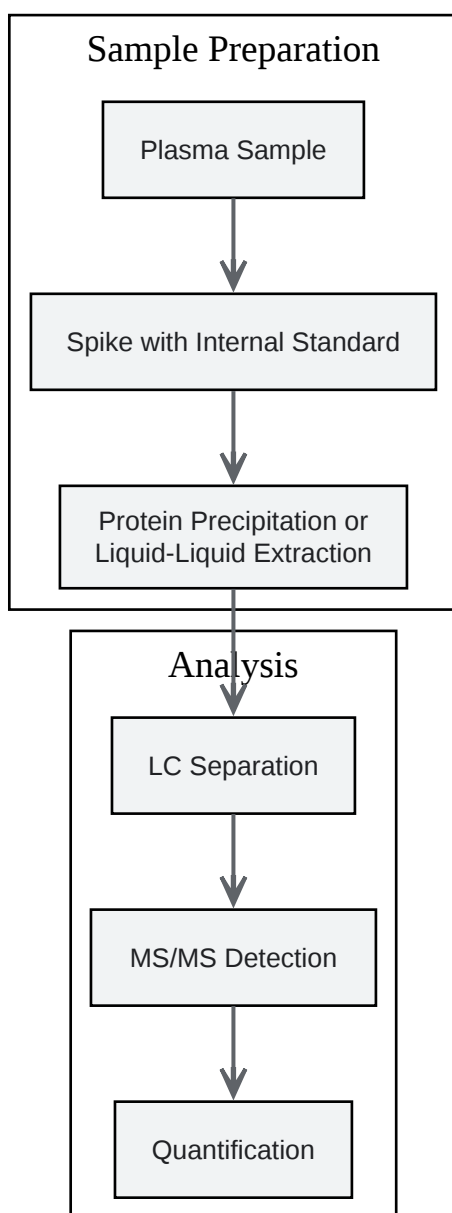 Sample Preparation
Plasma Sample
Spike with Internal Standard
Protein Precipitation or
Liquid-Liquid Extraction
Analysis
LC Separation
MS/MS Detection
Quantification